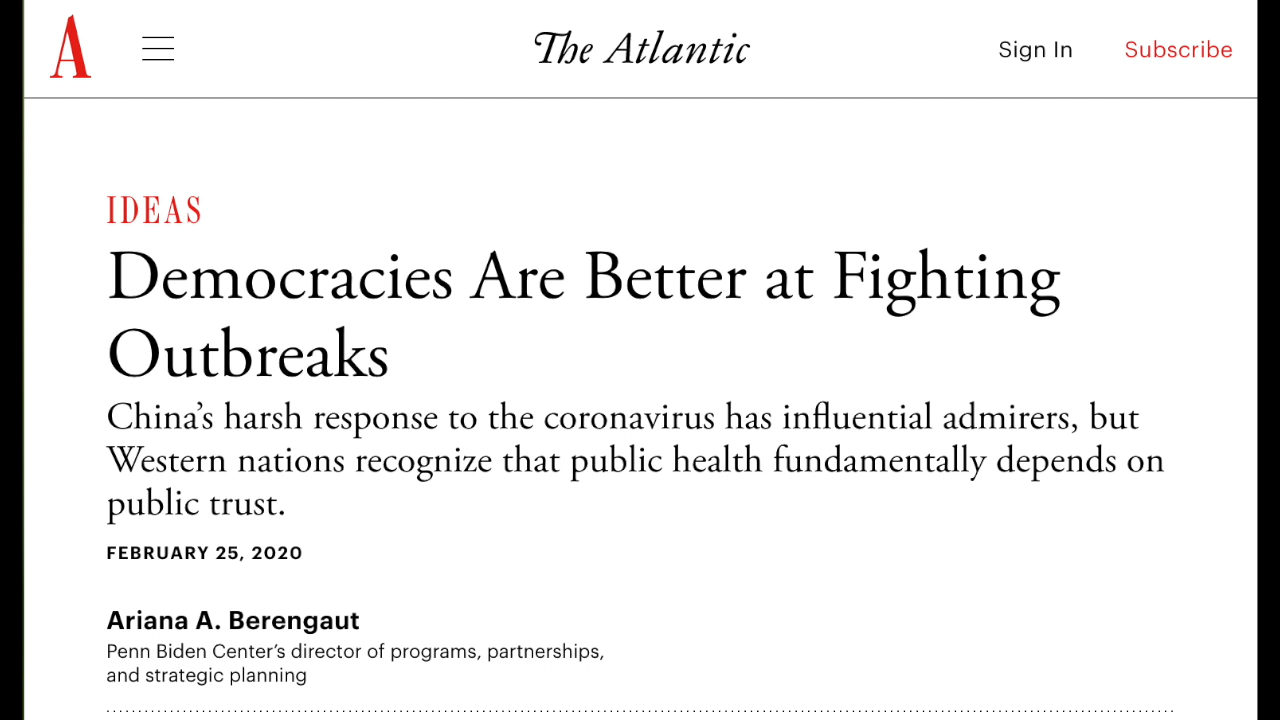 A
The Atlantic
Sign In
Subscribe
IDEAS
Democracies Are Better at Fighting
Outbreaks
China’s harsh response to the coronavirus has influential admirers, but
Western nations recognize that public health fundamentally depends on
public trust.
FEBRUARY 25, 2020
Ariana A. Berengaut
Penn Biden Center’s director of programs, partnerships,
and strategic planning